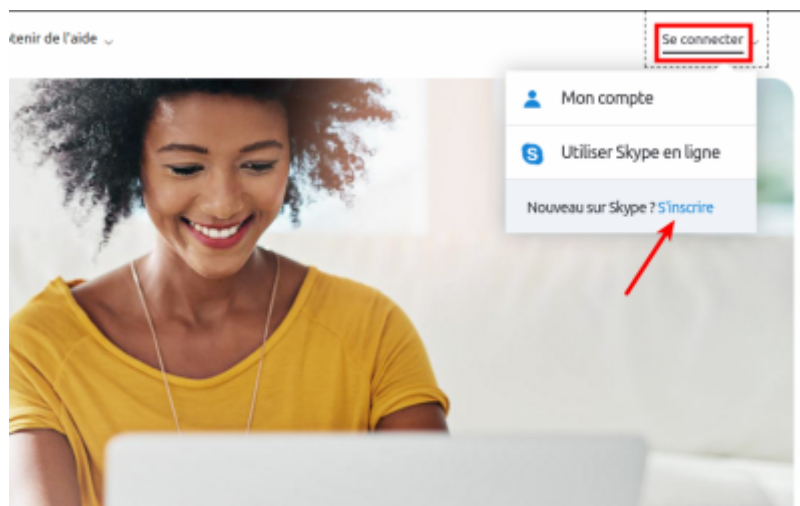 tenir de l'aide
Se connecter
Mon compte
Utiliser Skype en ligne
Nouveau sur Skype ? S'inscrire